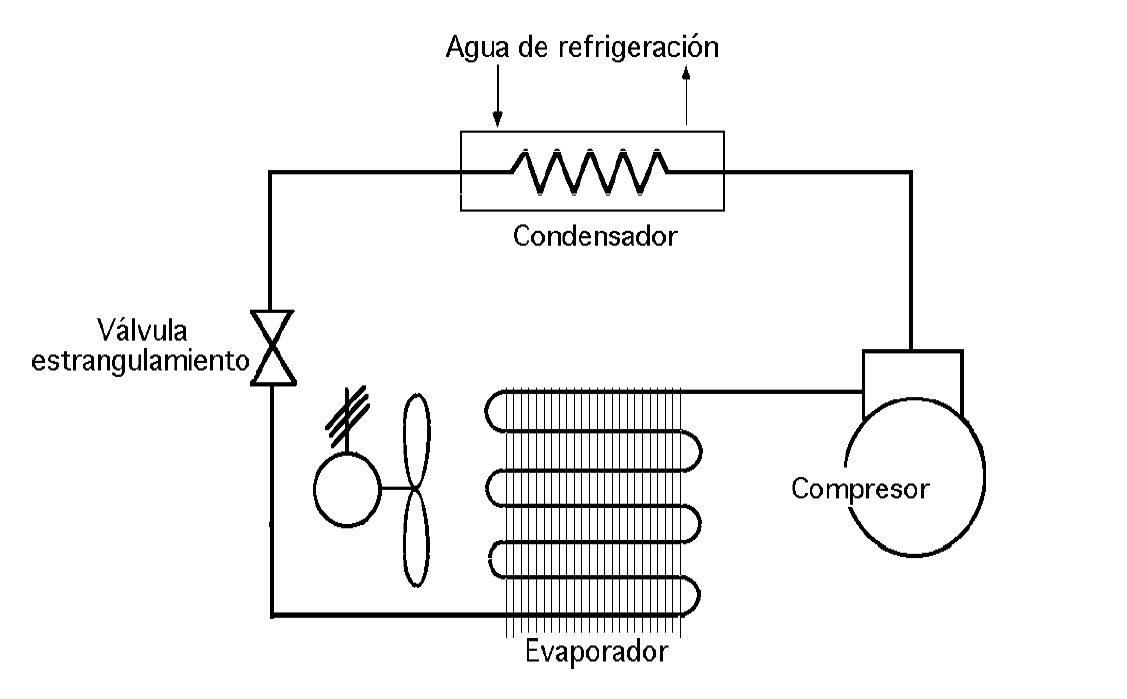 Agua de refrigeración
Condensador
Válvula
estrangulamiento
Compresor
Evaporador